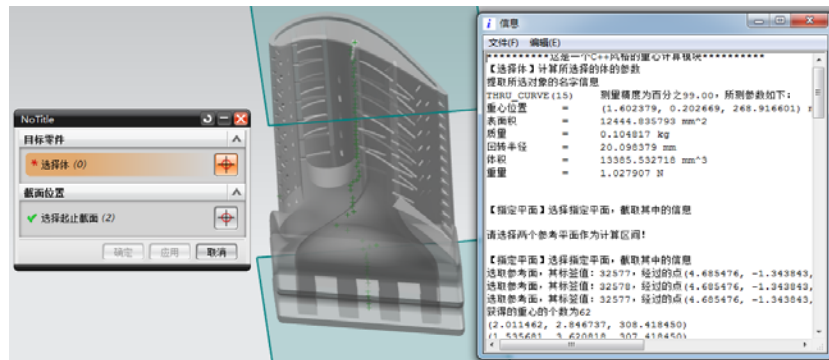 NoTitle
目标零件
* 选择体 (0)
截面位置
选择起止截面 (2)
确定 应用 取消
i 信息
文件(F) 编辑(E)
**********这是一个C++风格的重心计算模块**********
【选择体】计算所选择的体的参数
提取所选对象的名字信息
THRU_CURVE(15) 测量精度为百分之99.00，所测参数如下：
重心位置 = (1.602379, 0.202669, 268.916601)
表面积 = 12444.835793 mm^2
质量 = 0.104817 kg
回转半径 = 20.098379 mm
体积 = 13385.532718 mm^3
重量 = 1.027907 N
【指定平面】选择指定平面，截取其中的信息
请选择两个参考平面作为计算区间!
【指定平面】选择指定平面，截取其中的信息
选取参考面，其标签值: 32577，经过的点(4.685476, -1.343843,
选取参考面，其标签值: 32578，经过的点(4.685476, -1.343843,
选取参考面，其标签值: 32577，经过的点(4.685476, -1.343843,
获得的重心的个数为62
(2.011462, 2.846737, 308.418450)
(1.535681, 3.620818, 307.418450)